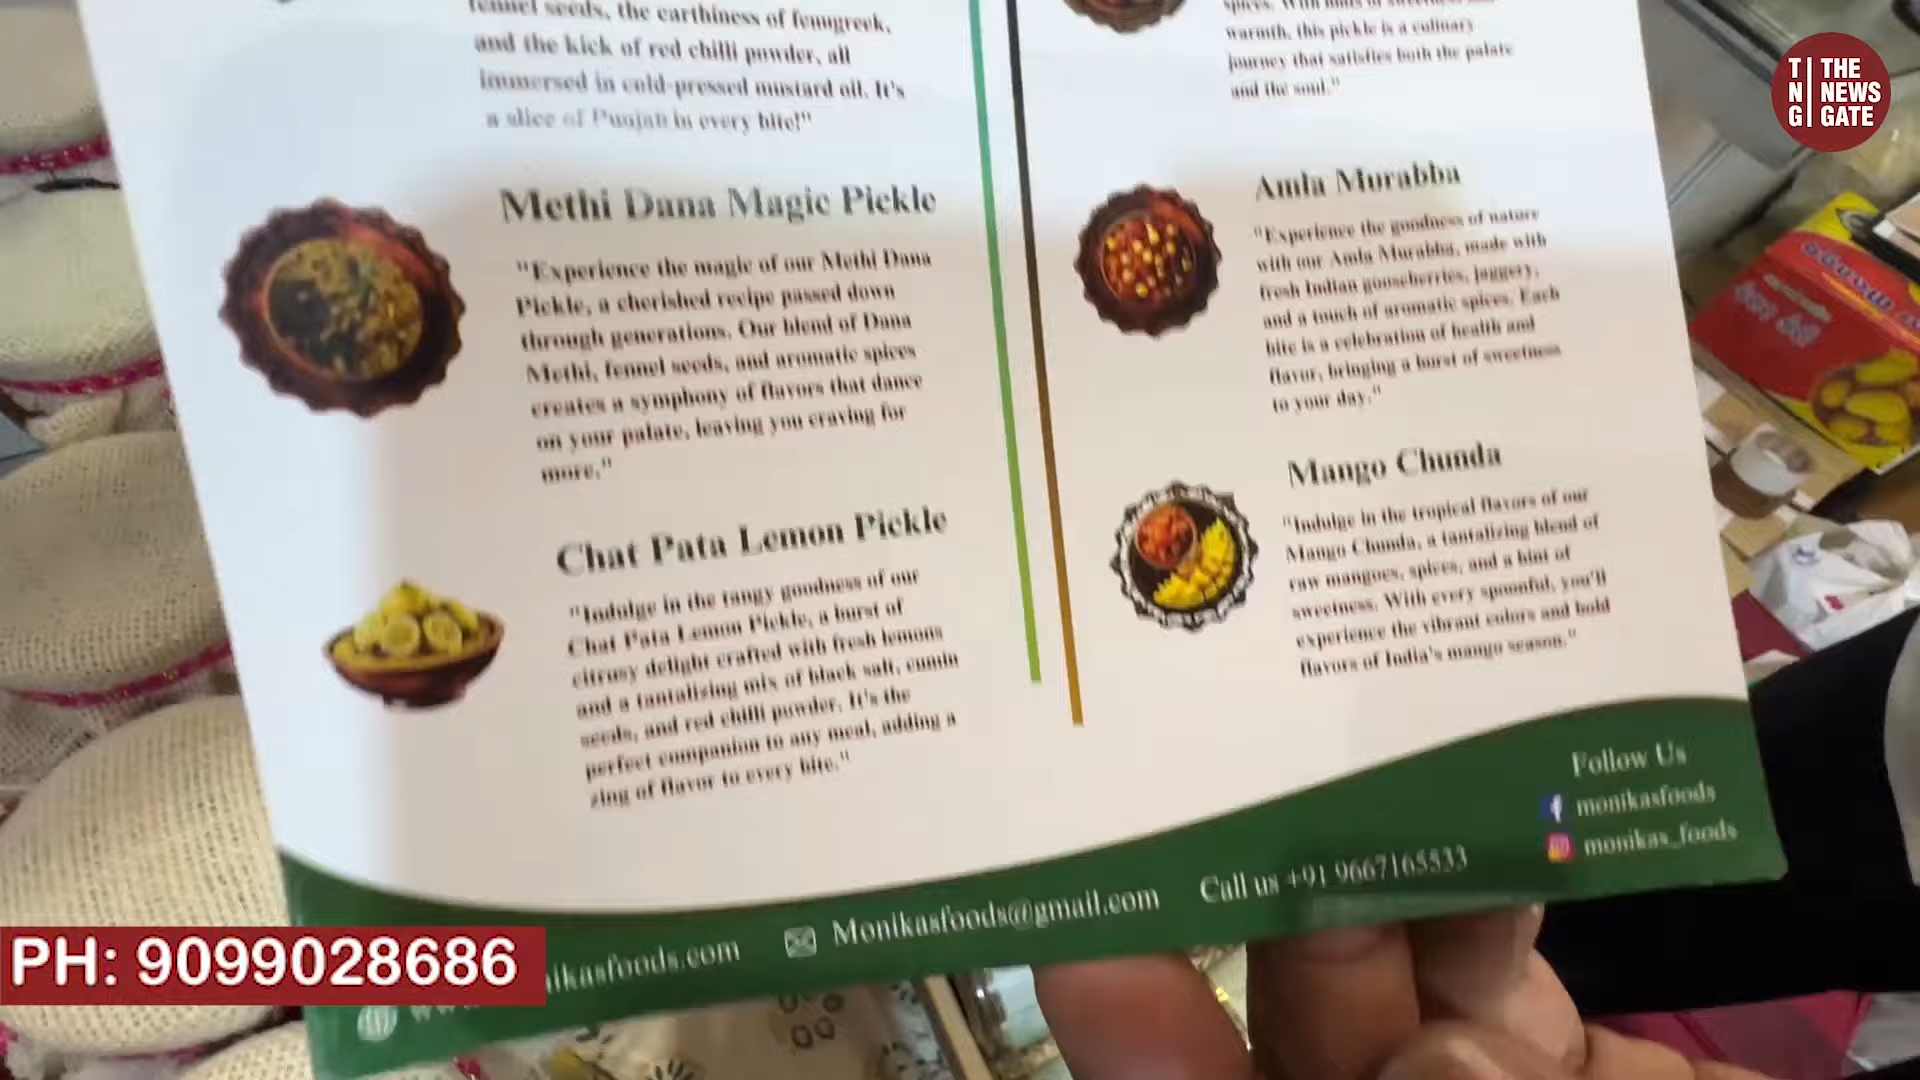 fennel seeds, the earthiness of fenugreek,
and the kick of red chilli powder, all
immersed in cold-pressed mustard oil. It's
a slice of Punjab in every bite!"
Methi Dana Magic Pickle
"Experience the magic of our Methi Dana
Pickle, a cherished recipe passed down
through generations. Our blend of Dana
Methi, fennel seeds, and aromatic spices
creates a symphony of flavors that dance
on your palate, leaving you craving for
more."
Chat Pata Lemon Pickle
"Indulge in the tangy goodness of our
Chat Pata Lemon Pickle, a burst of
citrusy delight crafted with fresh lemons
and a tantalizing mix of black salt, cumin
seeds, and red chilli powder. It's the
perfect companion to any meal, adding a
zing of flavor to every bite."
warmth, this pickle is a culinary
journey that satisfies both the palate
and the soul."
Amla Murabba
"Experience the goodness of nature
with our Amla Murabba, made with
fresh Indian gooseberries, jaggery,
and a touch of aromatic spices. Each
bite is a celebration of health and
flavor, bringing a burst of sweetness
to your day."
Mango Chunda
"Indulge in the tropical flavors of our
Mango Chunda, a tantalizing blend of
raw mangoes, spices, and a hint of
sweetness. With every spoonful, you'll
experience the vibrant colors and bold
flavors of India's mango season."
Follow Us
monikasfoods
monikas_foods
Call us +91 9667165533
Monikasfoods@gmail.com
ikasfoods.com
PH: 9099028686
TNG THE NEWS GATE